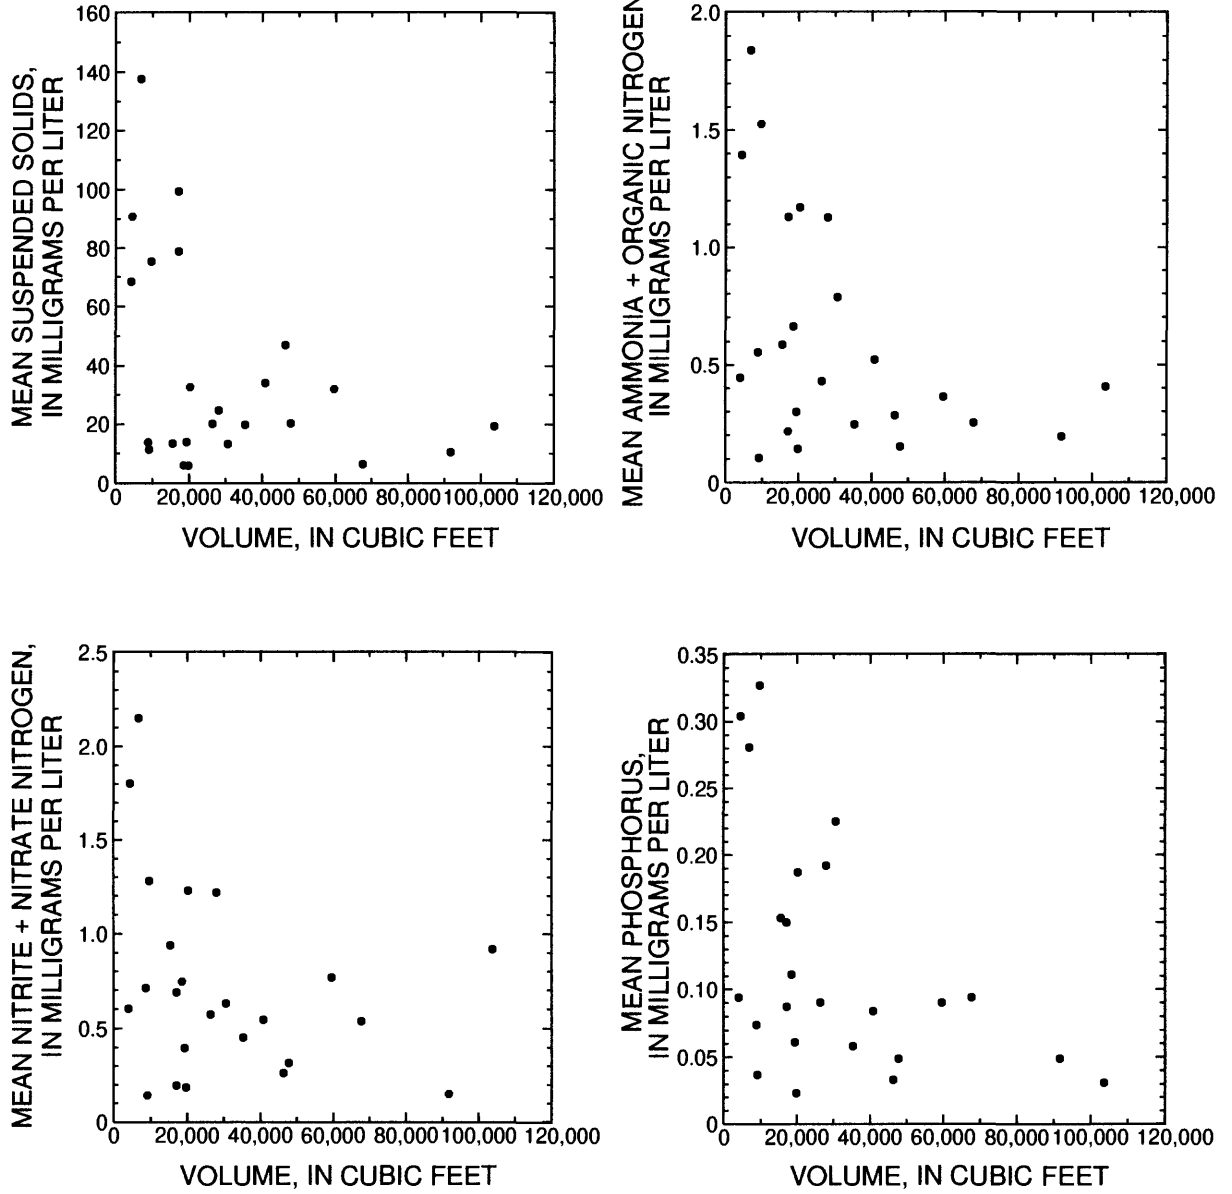 MEAN SUSPENDED SOLIDS,
IN MILLIGRAMS PER LITER
160
140
120
100
80
60
40
20
0
0 20,000 40,000 60,000 80,000 100,000 120,000
VOLUME, IN CUBIC FEET
MEAN AMMONIA + ORGANIC NITROGEN
IN MILLIGRAMS PER LITER
2.0
1.5
1.0
0.5
0
0 20,000 40,000 60,000 80,000 100,000 120,000
VOLUME, IN CUBIC FEET
MEAN NITRITE + NITRATE NITROGEN,
IN MILLIGRAMS PER LITER
2.5
2.0
1.5
1.0
0.5
0
0 20,000 40,000 60,000 80,000 100,000 120,000
VOLUME, IN CUBIC FEET
MEAN PHOSPHORUS,
IN MILLIGRAMS PER LITER
0.35
0.30
0.25
0.20
0.15
0.10
0.05
0
0 20,000 40,000 60,000 80,000 100,000 120,000
VOLUME, IN CUBIC FEET